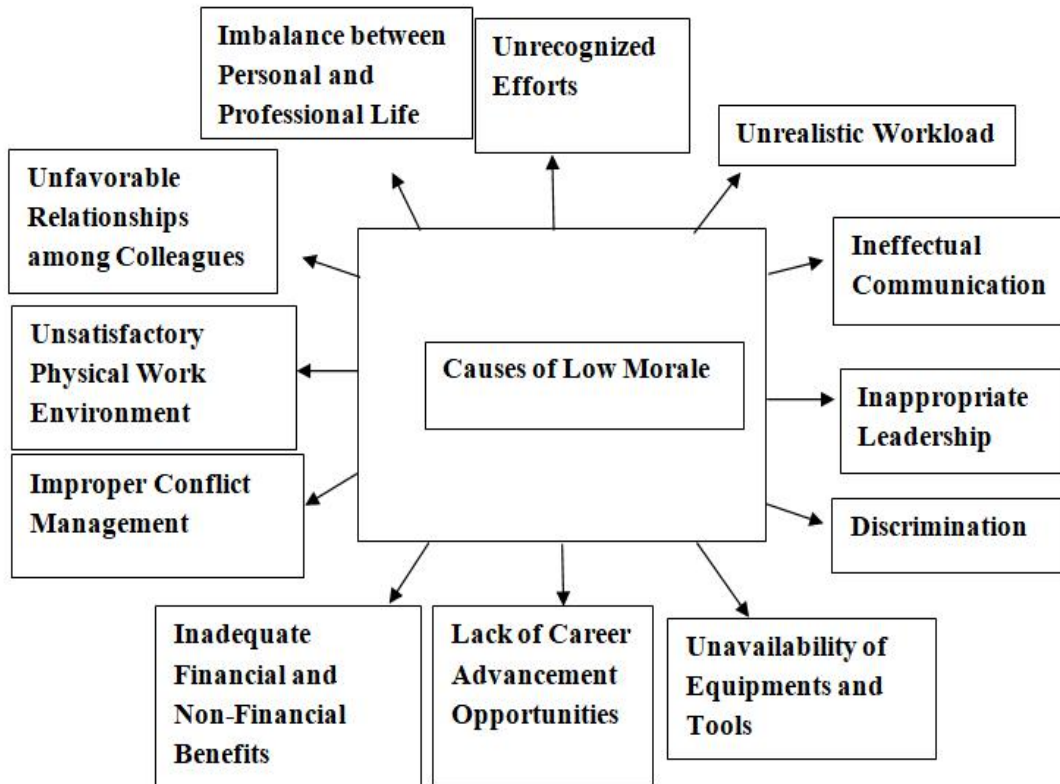 Imbalance between
Personal and
Professional Life
Unrecognized
Efforts
Unrealistic Workload
Unfavorable
Relationships
among Colleagues
Ineffectual
Communication
Unsatisfactory
Physical Work
Environment
Causes of Low Morale
Inappropriate
Leadership
Improper Conflict
Management
Discrimination
Inadequate
Financial and
Non-Financial
Benefits
Lack of Career
Advancement
Opportunities
Unavailability of
Equipments and
Tools